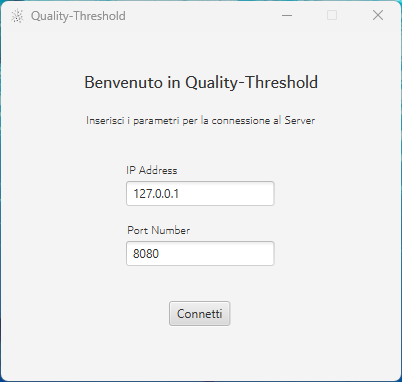 Quality-Threshold
Benvenuto in Quality-Threshold
Inserisci i parametri per la connessione al Server
IP Address
127.0.0.1
Port Number
8080
Connetti